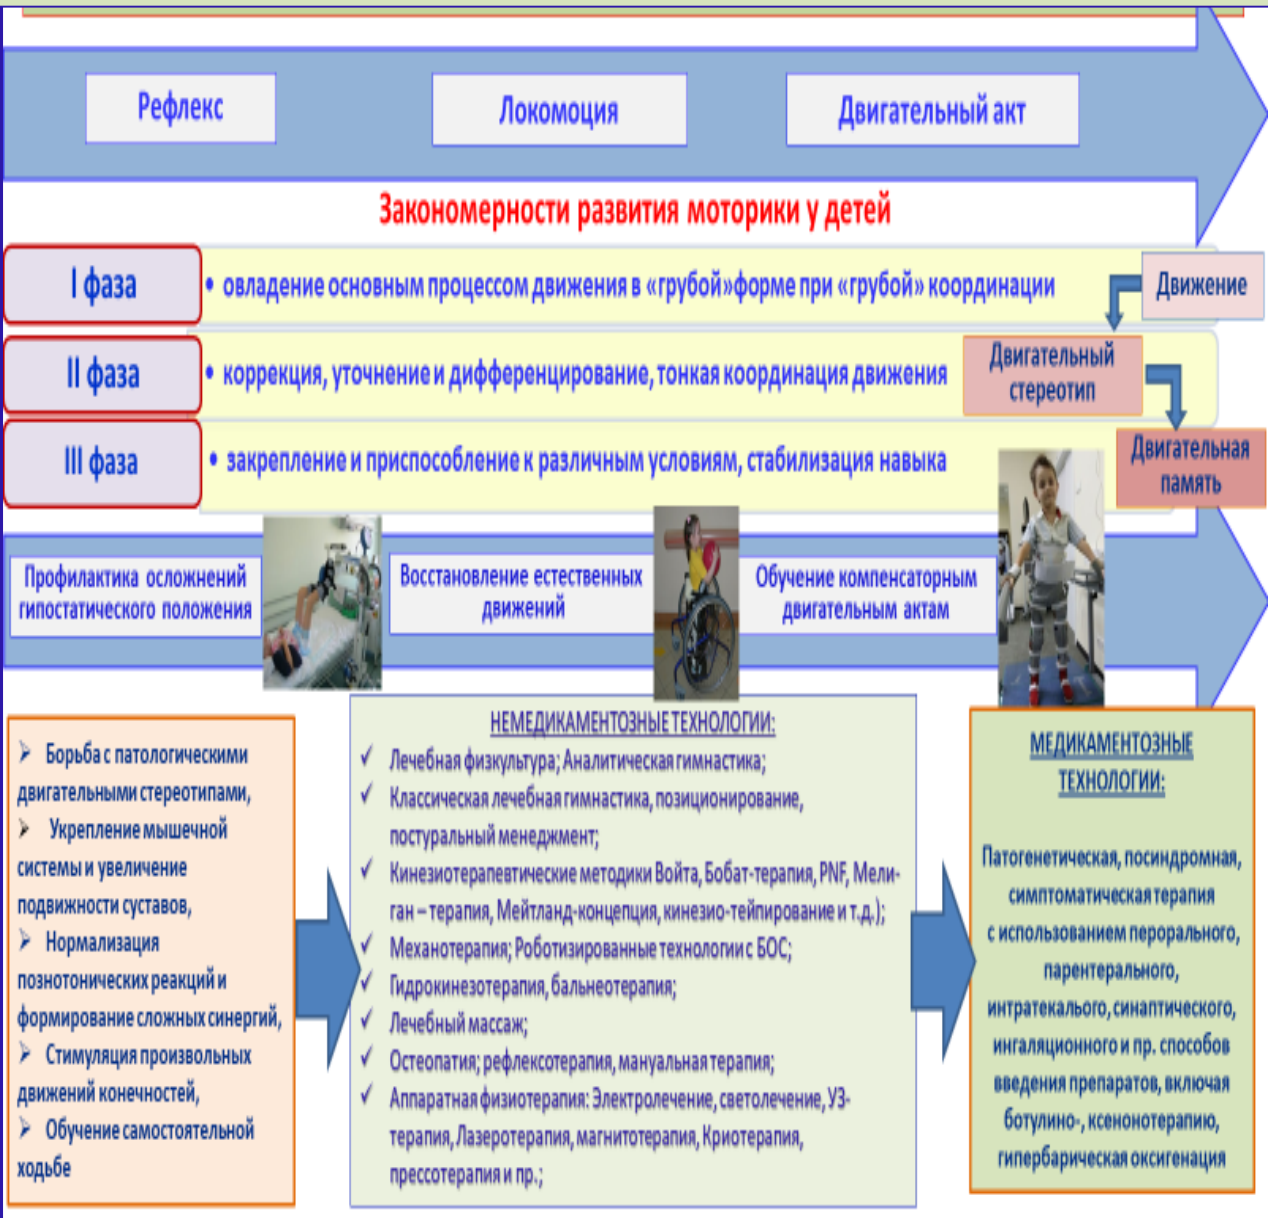 Рефлекс
Локомоция
Двигательный акт
Закономерности развития моторики у детей
I фаза
• овладение основным процессом движения в «грубой»форме при «грубой» координации
Движение
II фаза
• коррекция, уточнение и дифференцирование, тонкая координация движения
Двигательный
стереотип
III фаза
• закрепление и приспособление к различным условиям, стабилизация навыка
Двигательная
память
Профилактика осложнений
гипостатического положения
Восстановление естественных
движений
Обучение компенсаторным
двигательным актам
➢ Борьба с патологическими
двигательными стереотипами,
➢ Укрепление мышечной
системы и увеличение
подвижности суставов,
➢ Нормализация
познотонических реакций и
формирование сложных синергий,
➢ Стимуляция произвольных
движений конечностей,
➢ Обучение самостоятельной
ходьбе
НЕМЕДИКАМЕНТОЗНЫЕ ТЕХНОЛОГИИ:
✓ Лечебная физкультура; Аналитическая гимнастика;
✓ Классическая лечебная гимнастика, позиционирование,
постуральный менеджмент;
✓ Кинезиотерапевтические методики Войта, Бобат-терапия, PNF, Мели-
ган – терапия, Мейтланд-концепция, кинезио-тейпирование и т.д.);
✓ Механотерапия; Роботизированные технологии с БОС;
✓ Гидрокинезотерапия, бальнеотерапия;
✓ Лечебный массаж;
✓ Остеопатия; рефлексотерапия, мануальная терапия;
✓ Аппаратная физиотерапия: Электролечение, светолечение, УЗ-
терапия, Лазеротерапия, магнитотерапия, Криотерапия,
прессотерапия и пр.;
МЕДИКАМЕНТОЗНЫЕ
ТЕХНОЛОГИИ:
Патогенетическая, посиндромная,
симптоматическая терапия
с использованием перорального,
парентерального,
интратекалього, синаптического,
ингаляционного и пр. способов
введения препаратов, включая
ботулино-, ксенонотерапию,
гипербарическая оксигенация